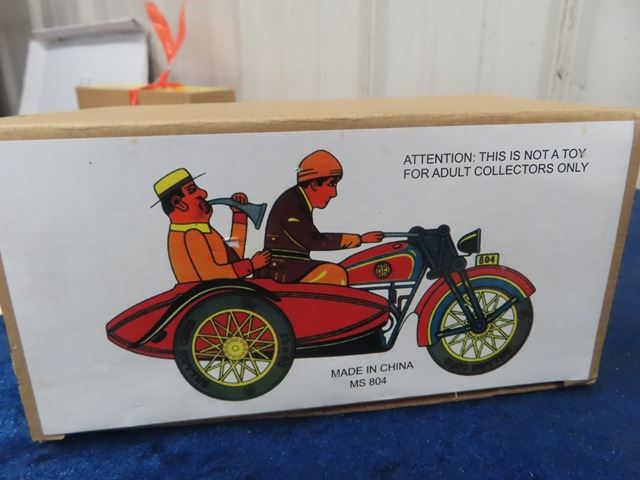 ATTENTION: THIS IS NOT A TOY
FOR ADULT COLLECTORS ONLY
804
MADE IN CHINA
MS 804